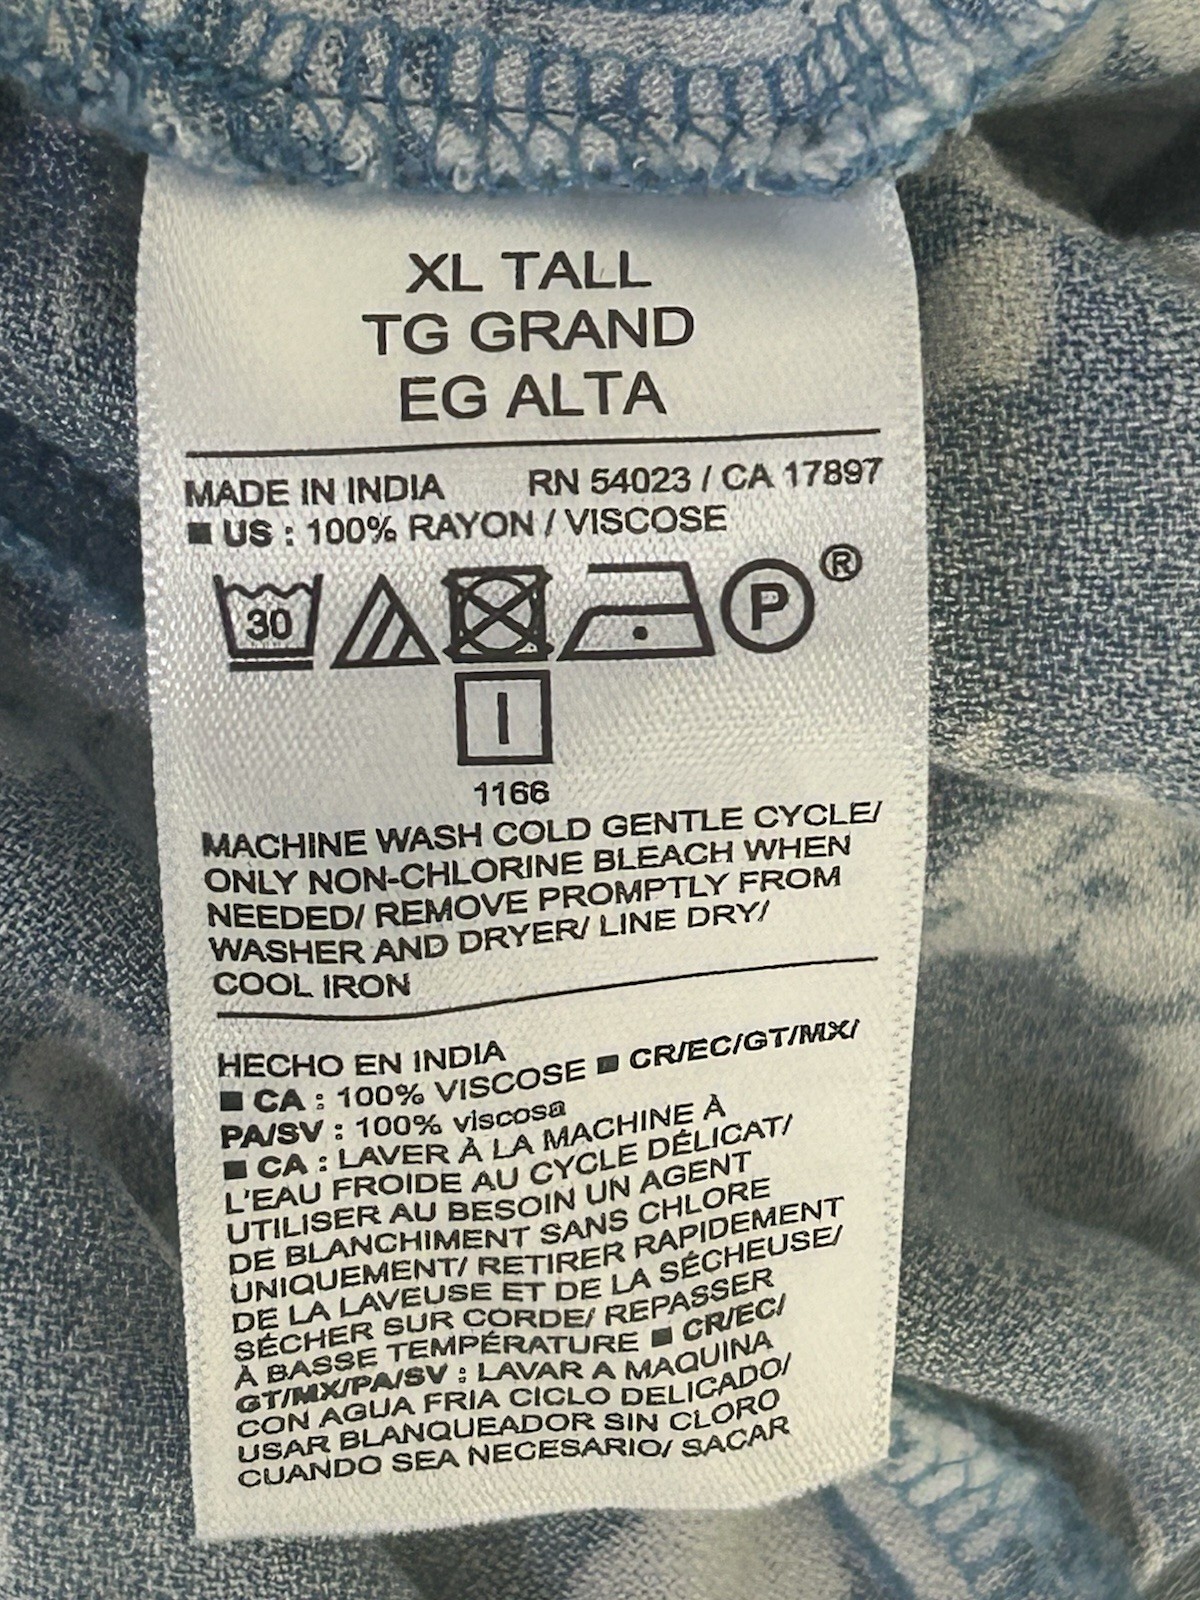 XL TALL
TG GRAND
EG ALTA
MADE IN INDIA RN 54023 / CA 17897
■ US : 100% RAYON / VISCOSE
30 P ®
1166
MACHINE WASH COLD GENTLE CYCLE/
ONLY NON-CHLORINE BLEACH WHEN
NEEDED/ REMOVE PROMPTLY FROM
WASHER AND DRYER/ LINE DRY/
COOL IRON
HECHO EN INDIA
■ CA : 100% VISCOSE ■ CR/EC/GT/MX/
PA/SV : 100% viscosa
■ CA : LAVER À LA MACHINE À
L'EAU FROIDE AU CYCLE DÉLICAT/
UTILISER AU BESOIN UN AGENT
DE BLANCHIMENT SANS CHLORE
UNIQUEMENT/ RETIRER RAPIDEMENT
DE LA LAVEUSE ET DE LA SÉCHEUSE/
SÉCHER SUR CORDE/ REPASSER
À BASSE TEMPÉRATURE ■ CR/EC/
GT/MX/PA/SV : LAVAR A MAQUINA
CON AGUA FRIA CICLO DELICADO/
USAR BLANQUEADOR SIN CLORO
CUANDO SEA NECESARIO/ SACAR